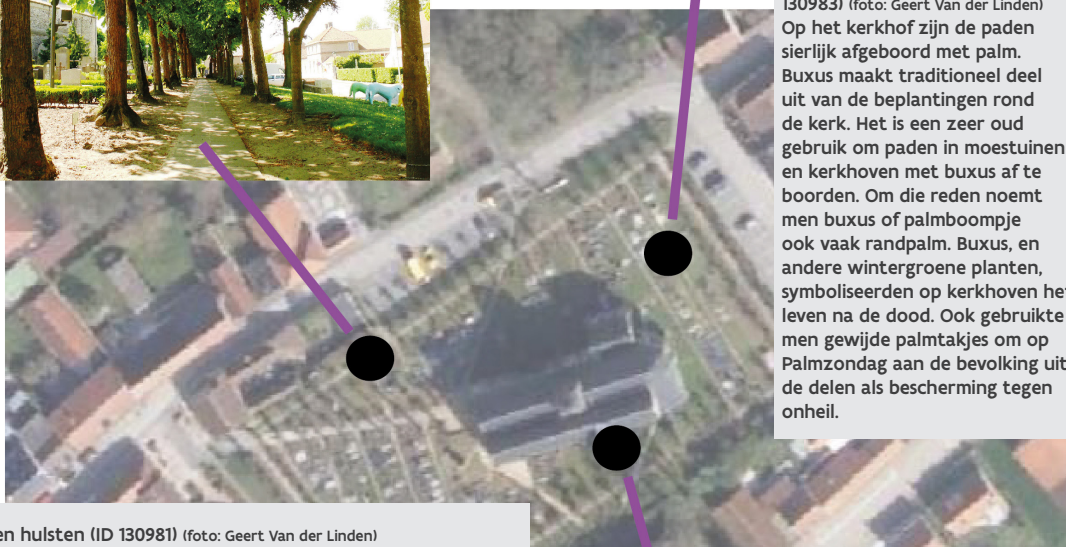 130983) (foto: Geert Van der Linden)
Op het kerkhof zijn de paden
sierlijk afgeboord met palm.
Buxus maakt traditioneel deel
uit van de beplantingen rond
de kerk. Het is een zeer oud
gebruik om paden in moestuinen
en kerkhoven met buxus af te
boorden. Om die reden noemt
men buxus of palmboompje
ook vaak randpalm. Buxus, en
andere wintergroene planten,
symboliseerden op kerkhoven het
leven na de dood. Ook gebruikte
men gewijde palmtakjes om op
Palmzondag aan de bevolking uit
de delen als bescherming tegen
onheil.
en hulsten (ID 130981) (foto: Geert Van der Linden)